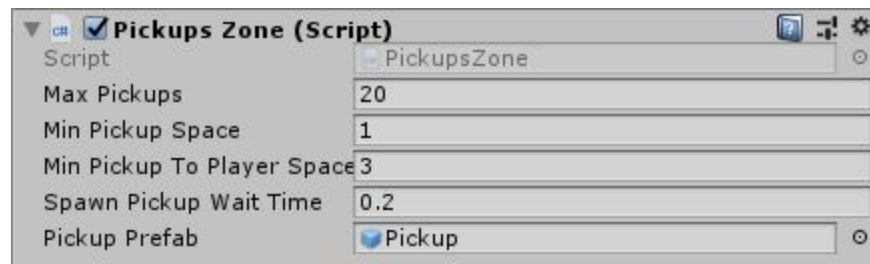 Pickups Zone (Script)
Script PickupsZone
Max Pickups 20
Min Pickup Space 1
Min Pickup To Player Space 3
Spawn Pickup Wait Time 0.2
Pickup Prefab Pickup